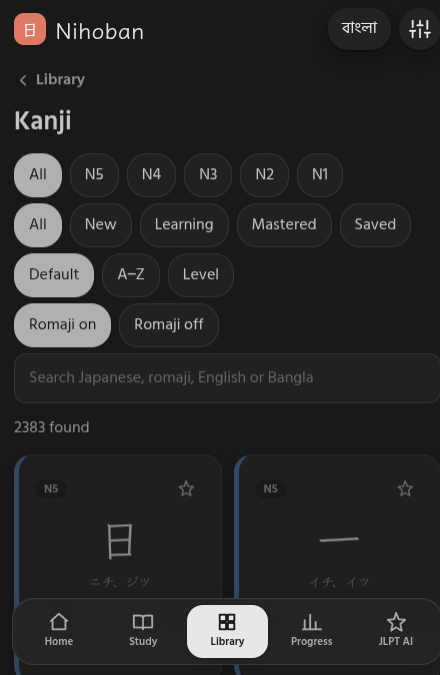 日 Nihoban বাংলা
Library
Kanji
All N5 N4 N3 N2 N1
All New Learning Mastered Saved
Default A–Z Level
Romaji on Romaji off
Search Japanese, romaji, English or Bangla
2383 found
N5 N5
日 一
ニチ、ジツ イチ、イツ
Home Study Library Progress JLPT AI